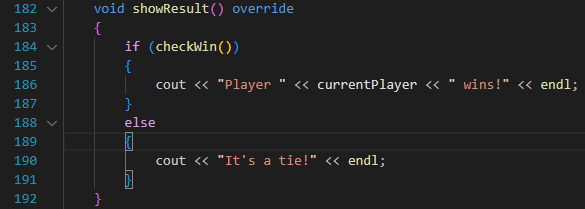 182 void showResult() override
183 {
184 if (checkWin())
185 {
186 cout << "Player " << currentPlayer << " wins!" << endl;
187 }
188 else
189 {
190 cout << "It's a tie!" << endl;
191 }
192 }